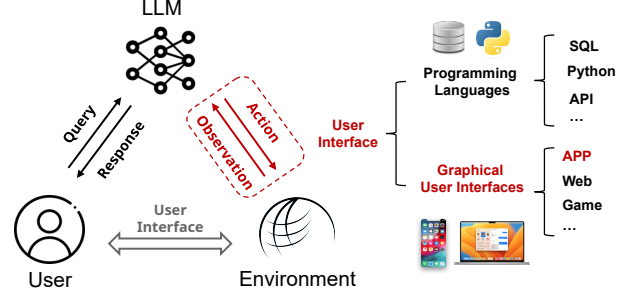 LLM
Query
Response
Action
Observation
User
Interface
User
Environment
User
Interface
Programming
Languages
SQL
Python
API
...
Graphical
User Interfaces
APP
Web
Game
...